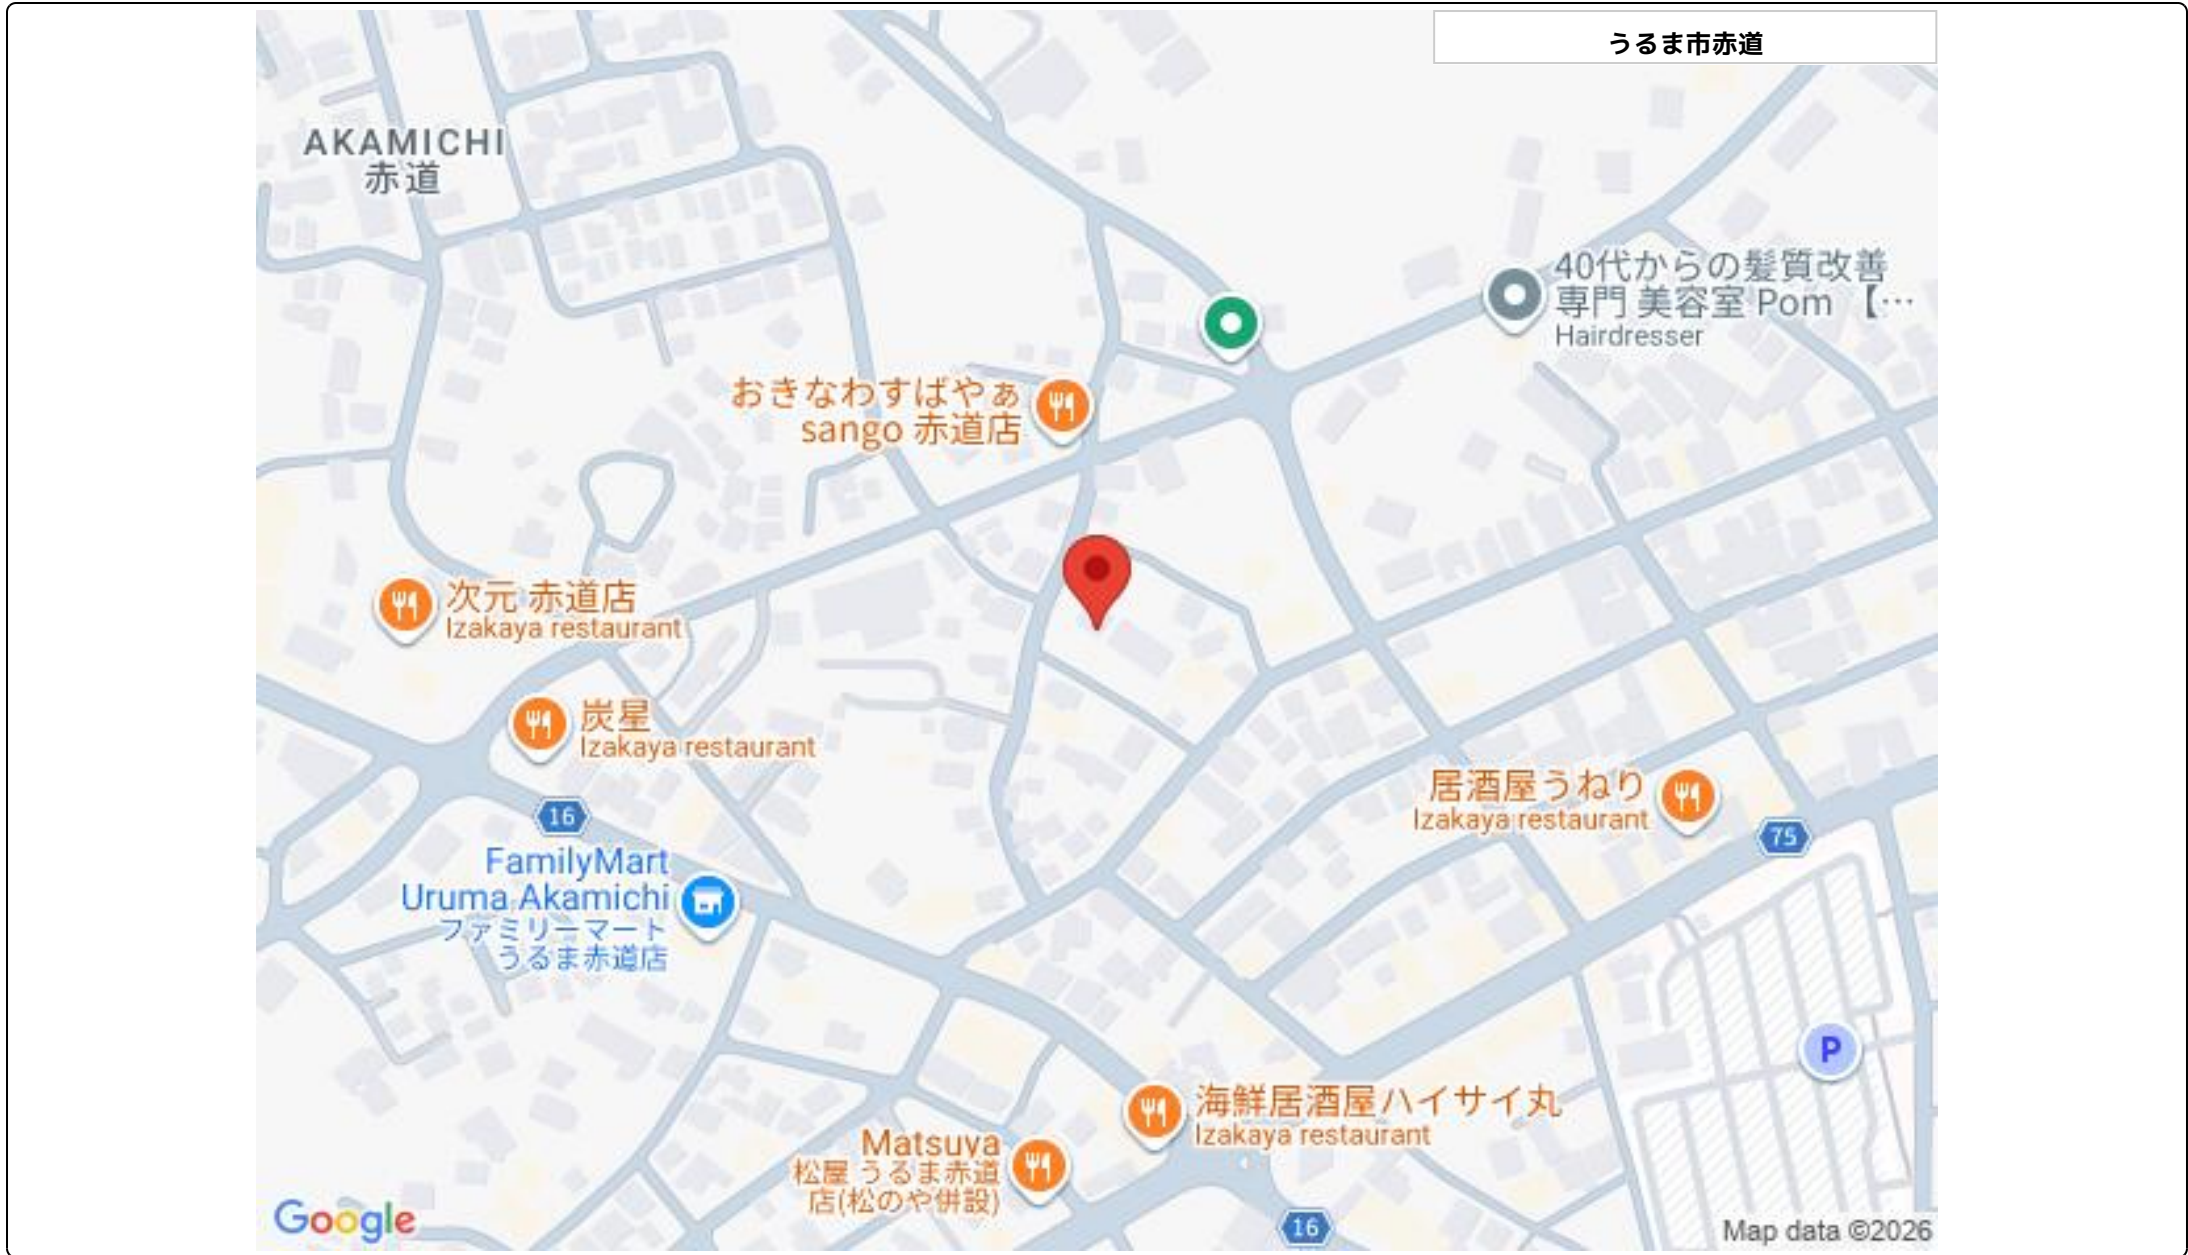 うるま市赤道
AKAMICHI
赤道
40代からの髪質改善
専門 美容室 Pom 【…
Hairdresser
おきなわすばやぁ
sango 赤道店
次元 赤道店
Izakaya restaurant
炭星
Izakaya restaurant
居酒屋うねり
Izakaya restaurant
16
75
FamilyMart
Uruma Akamichi
ファミリーマート
うるま赤道店
P
海鮮居酒屋ハイサイ丸
Izakaya restaurant
Matsuya
松屋 うるま赤道
店(松のや併設)
16
Google
Map data ©2026